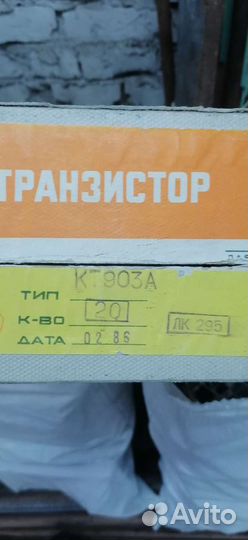 ТРАНЗИСТОР
ТИП КТ903А
К-ВО 20
ЛК 295
ДАТА 02 86
Avito